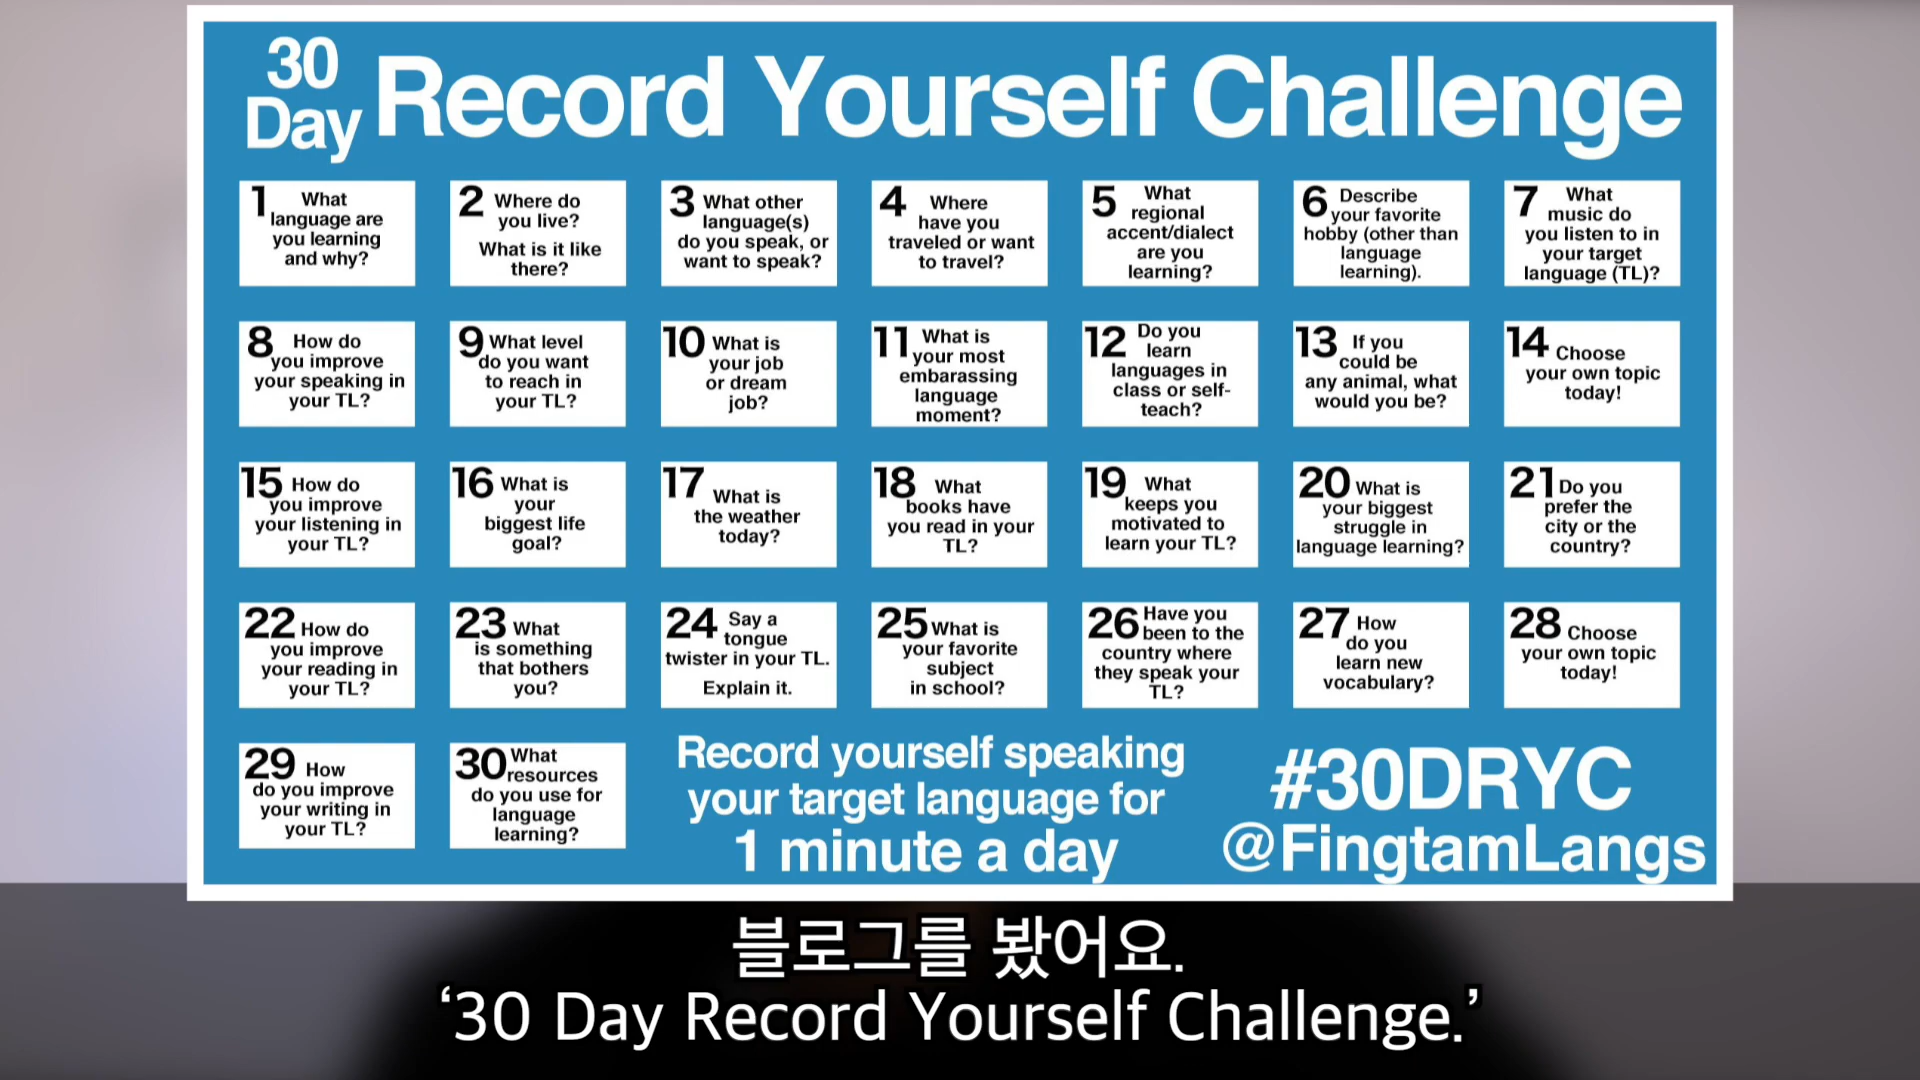 30
Day
Record Yourself Challenge
1 What
language are
you learning
and why?
2 Where do
you live?
What is it like
there?
3 What other
language(s)
do you speak, or
want to speak?
4 Where
have you
traveled or want
to travel?
5 What
regional
accent/dialect
are you
learning?
6 Describe
your favorite
hobby (other than
language
learning).
7 What
music do
you listen to in
your target
language (TL)?
8 How do
you improve
your speaking in
your TL?
9 What level
do you want
to reach in
your TL?
10 What is
your job
or dream
job?
11 What is
your most
embarassing
language
moment?
12 Do you
learn
languages in
class or self-
teach?
13 If you
could be
any animal, what
would you be?
14 Choose
your own topic
today!
15 How do
you improve
your listening in
your TL?
16 What is
your
biggest life
goal?
17 What is
the weather
today?
18 What
books have
you read in your
TL?
19 What
keeps you
motivated to
learn your TL?
20 What is
your biggest
struggle in
language learning?
21 Do you
prefer the
city or the
country?
22 How do
you improve
your reading in
your TL?
23 What
is something
that bothers
you?
24 Say a
tongue
twister in your TL.
Explain it.
25 What is
your favorite
subject
in school?
26 Have you
been to the
country where
they speak your
TL?
27 How
do you
learn new
vocabulary?
28 Choose
your own topic
today!
29 How
do you improve
your writing in
your TL?
30 What
resources
do you use for
language
learning?
Record yourself speaking
your target language for
1 minute a day
#30DRYC
@FingtamLangs
블로그를 봤어요.
‘30 Day Record Yourself Challenge.’